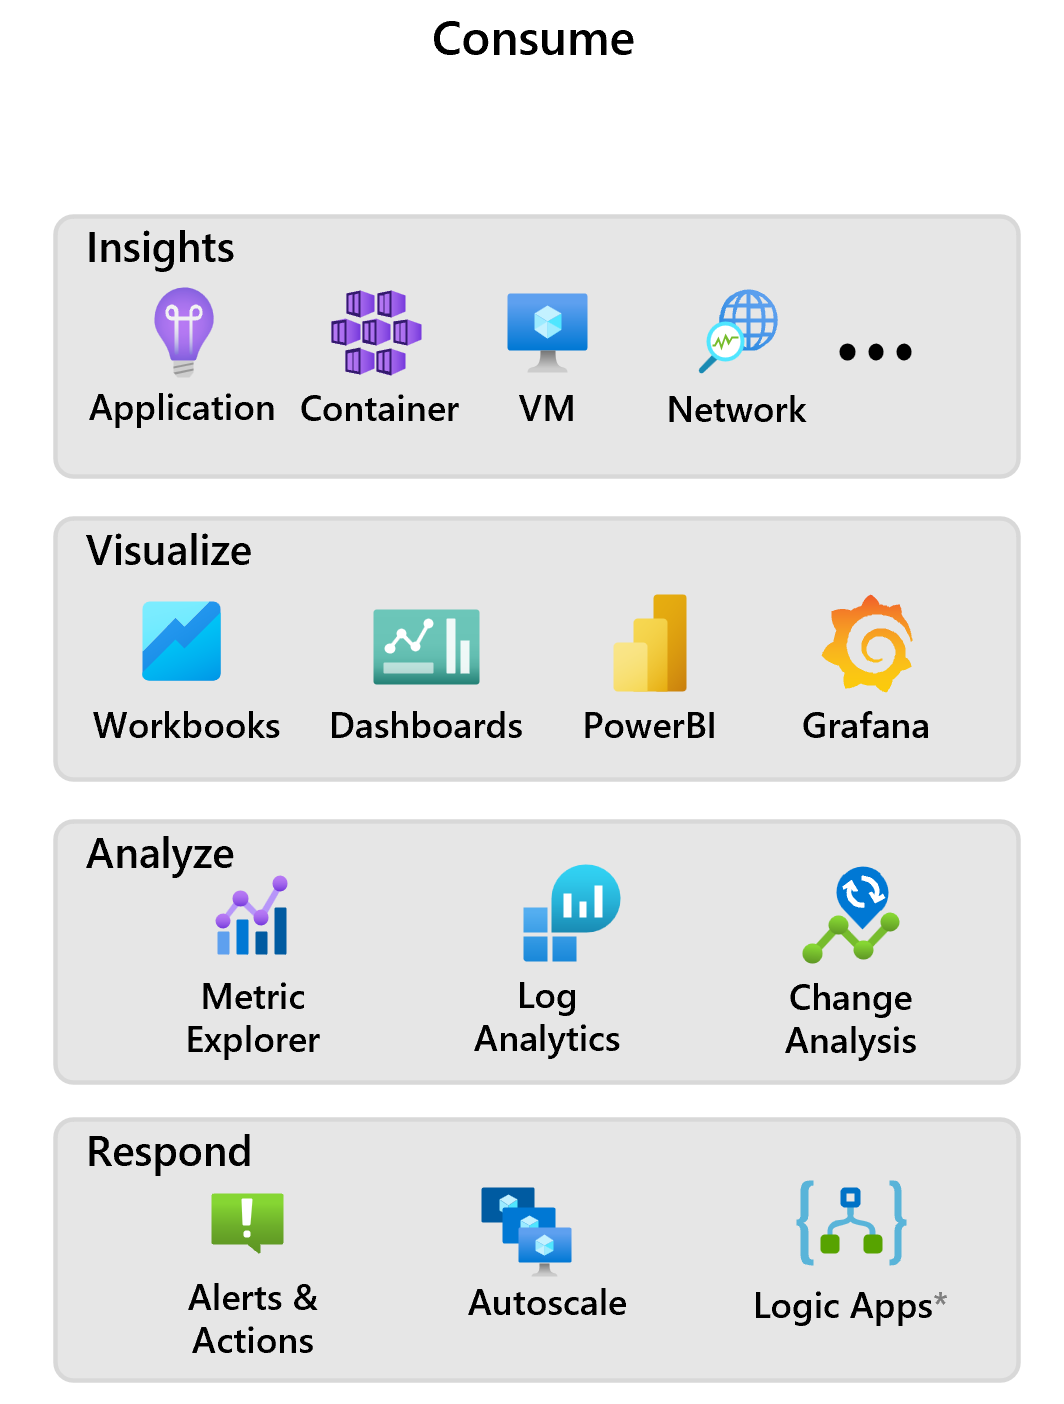 Consume
Insights
Application
Container
VM
Network
...
Visualize
Workbooks
Dashboards
PowerBI
Grafana
Analyze
Metric
Explorer
Log
Analytics
Change
Analysis
Respond
Alerts &
Actions
Autoscale
Logic Apps*